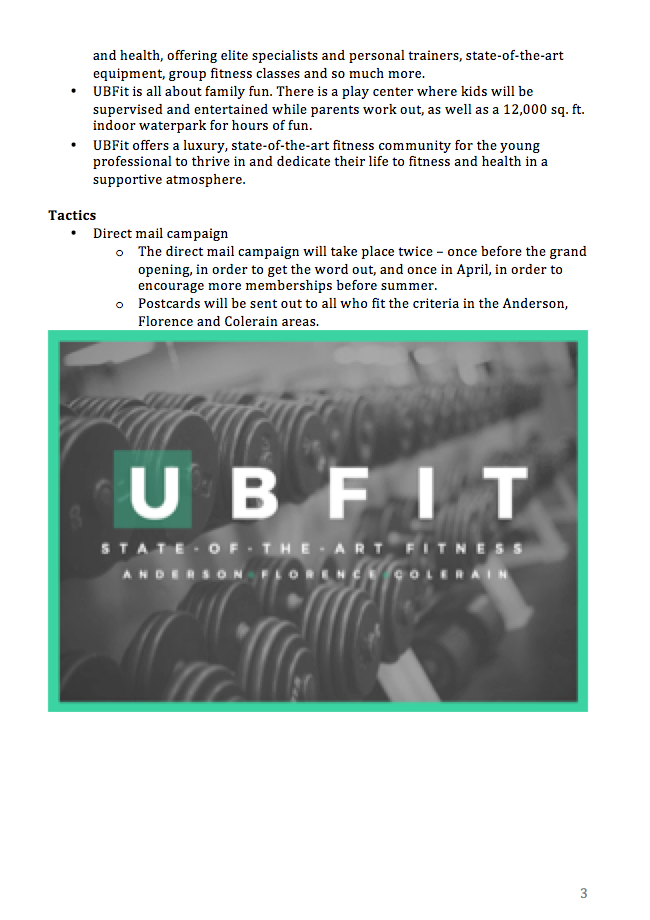 and health, offering elite specialists and personal trainers, state-of-the-art
equipment, group fitness classes and so much more.
• UBFit is all about family fun. There is a play center where kids will be
supervised and entertained while parents work out, as well as a 12,000 sq. ft.
indoor waterpark for hours of fun.
• UBFit offers a luxury, state-of-the-art fitness community for the young
professional to thrive in and dedicate their life to fitness and health in a
supportive atmosphere.
Tactics
• Direct mail campaign
o The direct mail campaign will take place twice – once before the grand
opening, in order to get the word out, and once in April, in order to
encourage more memberships before summer.
o Postcards will be sent out to all who fit the criteria in the Anderson,
Florence and Colerain areas.
UBFIT
STATE-OF-THE-ART FITNESS
ANDERSON FLORENCE COLERAIN
3